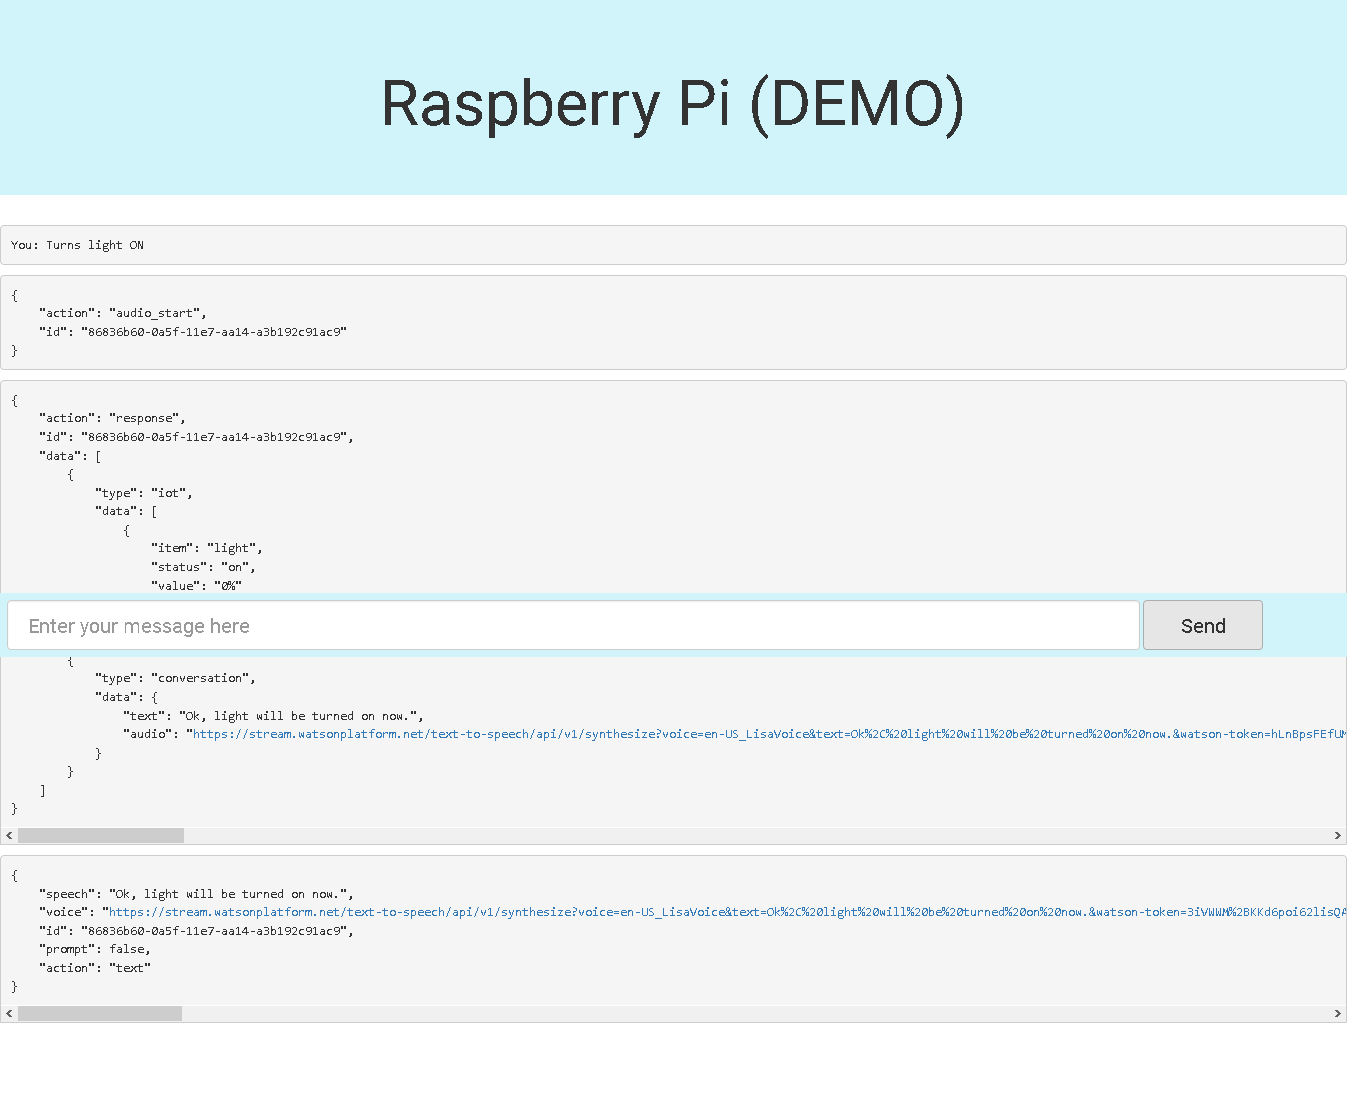 Raspberry Pi (DEMO)
You: Turns light ON
{
    "action": "audio_start",
    "id": "86836b60-0a5f-11e7-aa14-a3b192c91ac9"
}
{
    "action": "response",
    "id": "86836b60-0a5f-11e7-aa14-a3b192c91ac9",
    "data": [
        {
            "type": "iot",
            "data": [
                {
                    "item": "light",
                    "status": "on",
                    "value": "0%"
Enter your message here Send
        {
            "type": "conversation",
            "data": {
                "text": "Ok, light will be turned on now.",
                "audio": "https://stream.watsonplatform.net/text-to-speech/api/v1/synthesize?voice=en-US_LisaVoice&text=Ok%2C%20light%20will%20be%20turned%20on%20now.&watson-token=hLnBpsFEfUM
            }
        }
    ]
}
{
    "speech": "Ok, light will be turned on now.",
    "voice": "https://stream.watsonplatform.net/text-to-speech/api/v1/synthesize?voice=en-US_LisaVoice&text=Ok%2C%20light%20will%20be%20turned%20on%20now.&watson-token=3iVWWM%2BKKd6poi62lisQA
    "id": "86836b60-0a5f-11e7-aa14-a3b192c91ac9",
    "prompt": false,
    "action": "text"
}